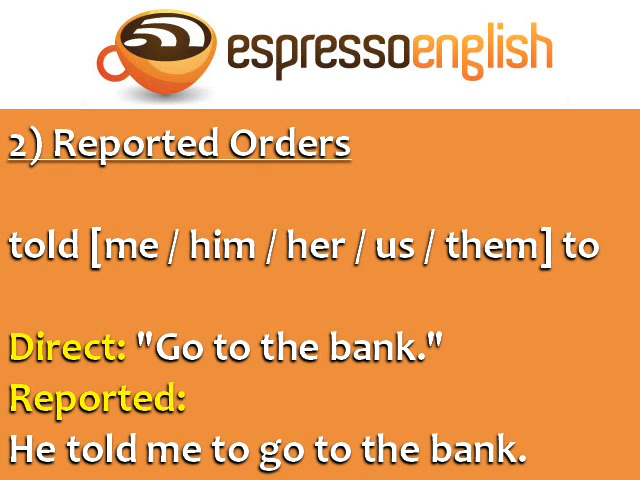 espressoenglish
2) Reported Orders
told [me / him / her / us / them] to
Direct: "Go to the bank."
Reported:
He told me to go to the bank.